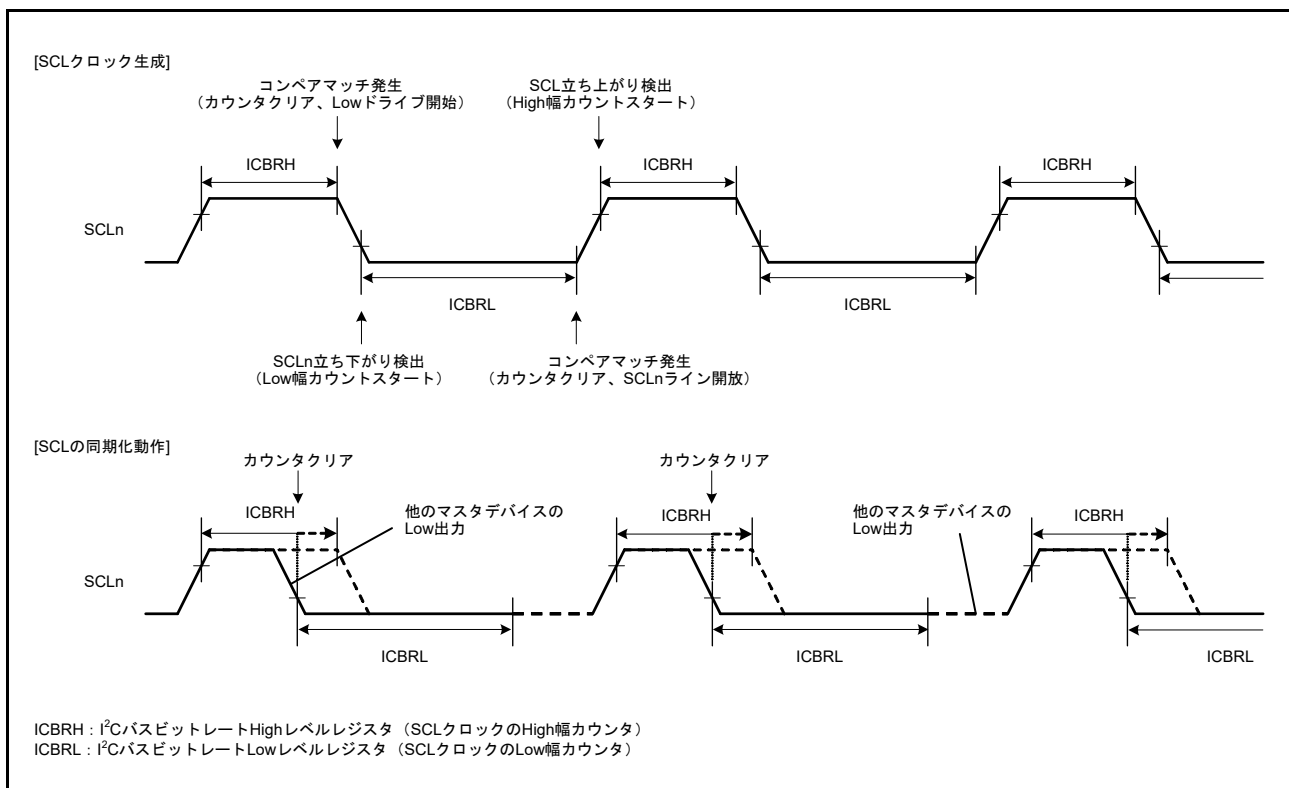 [SCLクロック生成]
コンペアマッチ発生
（カウンタクリア、Lowドライブ開始）
SCL立ち上がり検出
（High幅カウントスタート）
ICBRH
ICBRH
ICBRH
SCLn
ICBRL
ICBRL
SCLn立ち下がり検出
（Low幅カウントスタート）
コンペアマッチ発生
（カウンタクリア、SCLnライン開放）
[SCLの同期化動作]
カウンタクリア
カウンタクリア
ICBRH
他のマスタデバイスの
Low出力
ICBRH
他のマスタデバイスの
Low出力
ICBRH
SCLn
ICBRL
ICBRL
ICBRL
ICBRH：I²CバスビットレートHighレベルレジスタ（SCLクロックのHigh幅カウンタ）
ICBRL：I²CバスビットレートLowレベルレジスタ（SCLクロックのLow幅カウンタ）